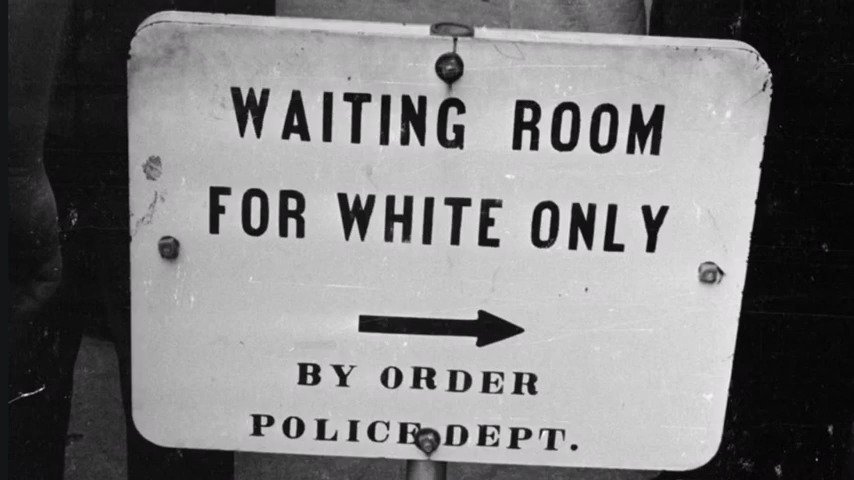 WAITING ROOM
FOR WHITE ONLY
BY ORDER
POLICE DEPT.